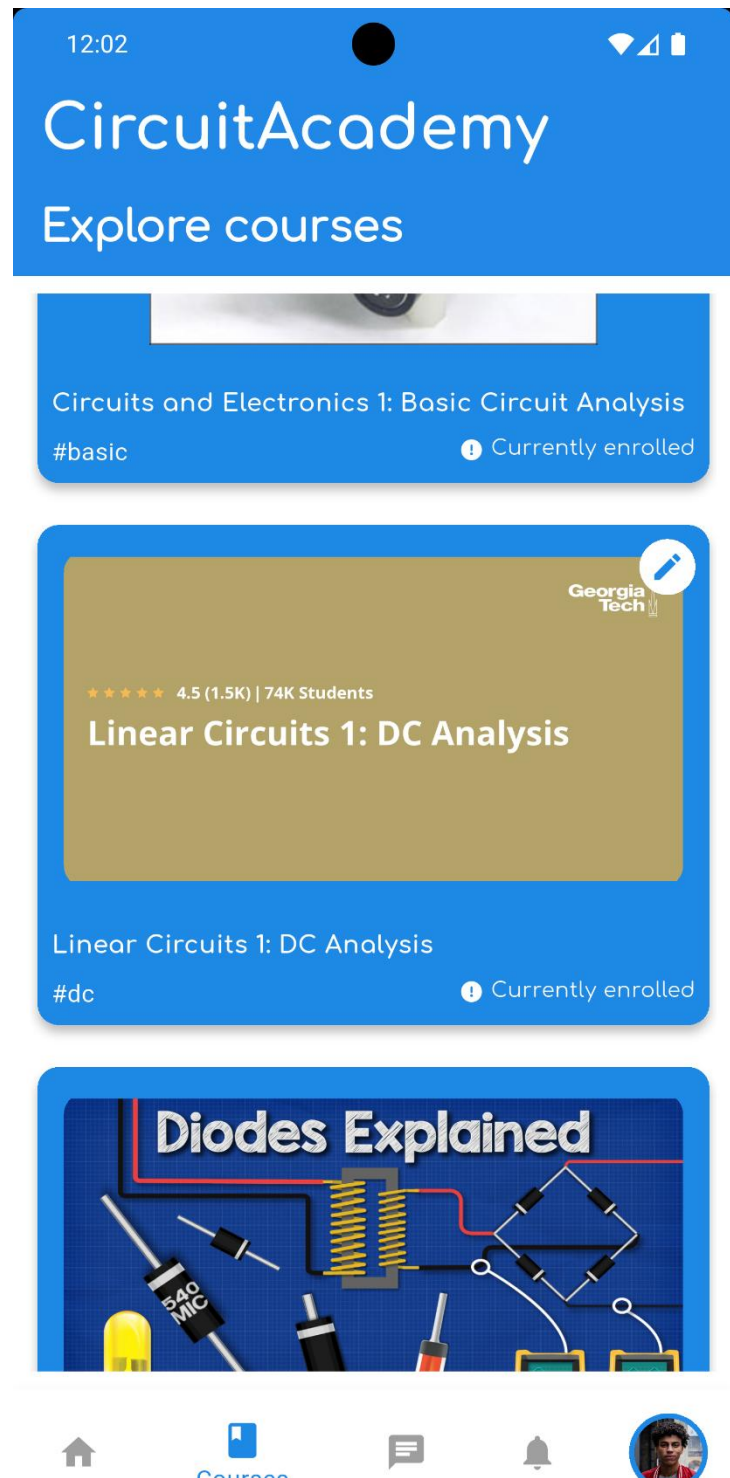 12:02
CircuitAcademy
Explore courses
Circuits and Electronics 1: Basic Circuit Analysis
#basic
Currently enrolled
Georgia
Tech
4.5 (1.5K) | 74K Students
Linear Circuits 1: DC Analysis
Linear Circuits 1: DC Analysis
#dc
Currently enrolled
Diodes Explained
540
MIC
Courses